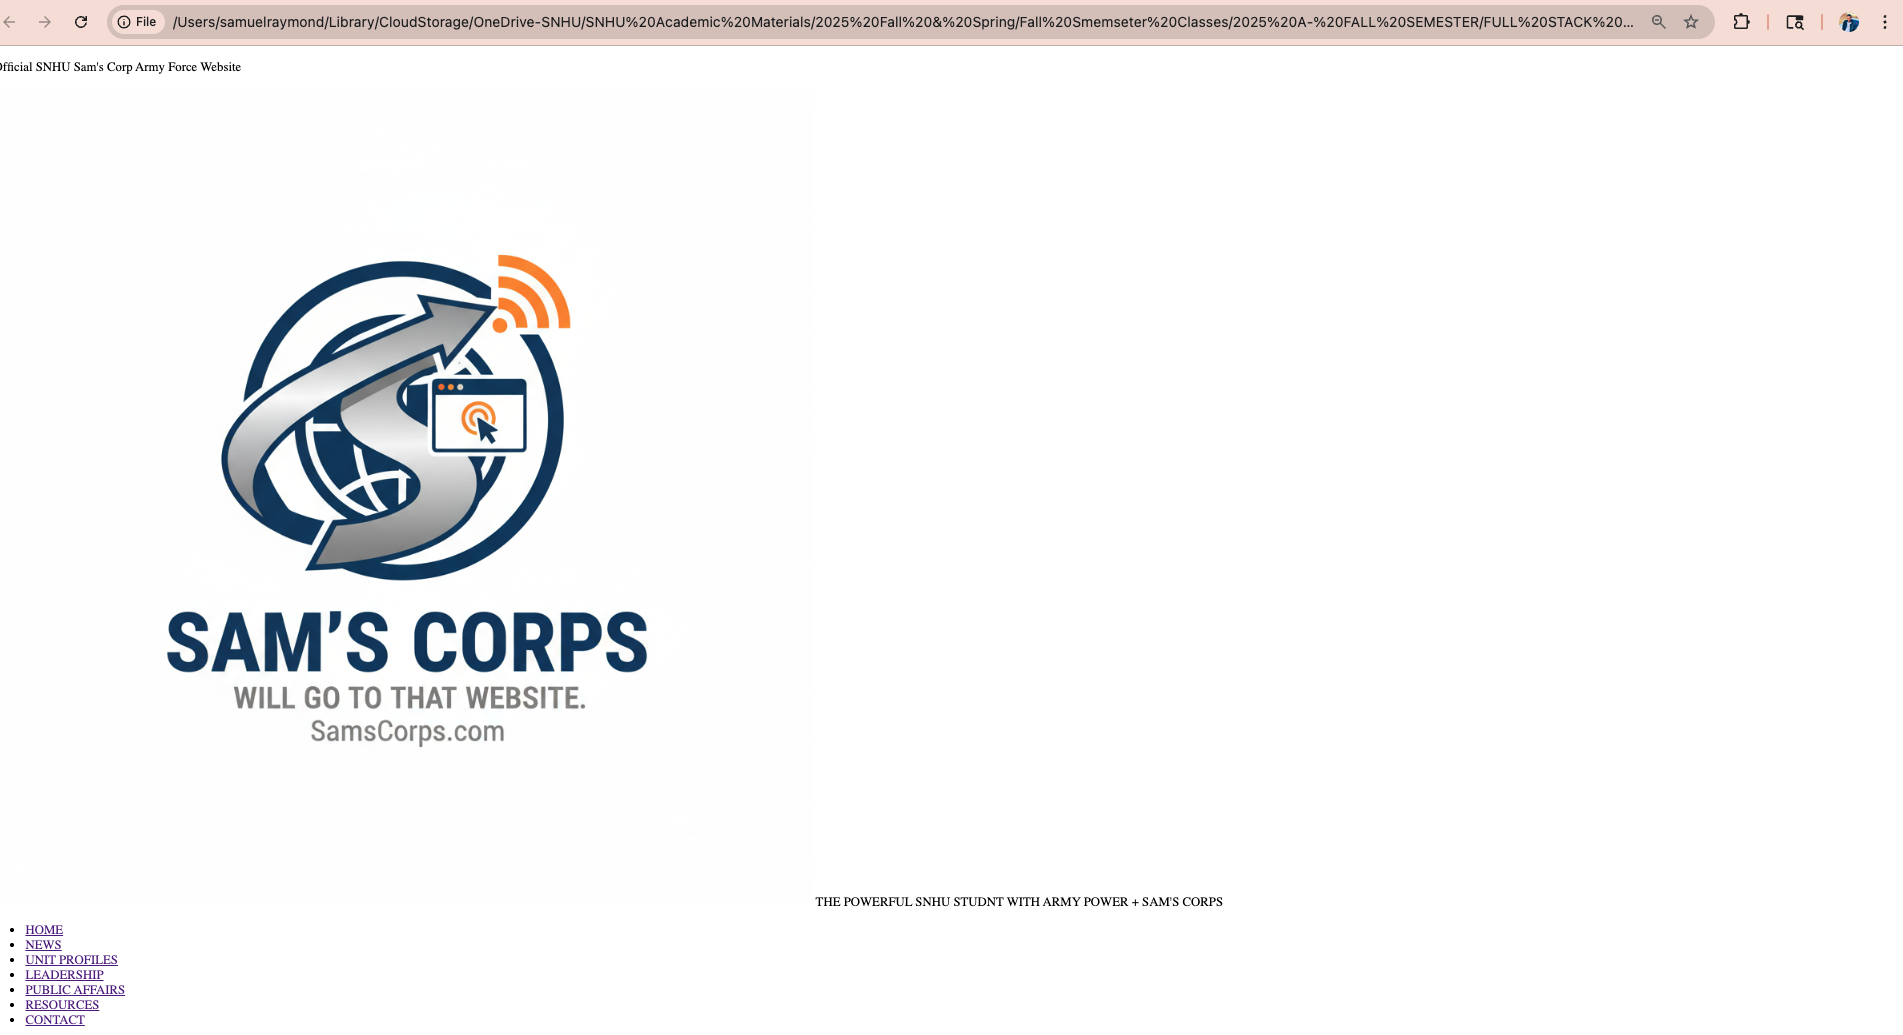 File
/Users/samuelraymond/Library/CloudStorage/OneDrive-SNHU/SNHU%20Academic%20Materials/2025%20Fall%20&%20Spring/Fall%20Smemseter%20Classes/2025%20A-%20FALL%20SEMESTER/FULL%20STACK%20...
Official SNHU Sam's Corp Army Force Website
SAM'S CORPS
WILL GO TO THAT WEBSITE.
SamsCorps.com
THE POWERFUL SNHU STUDNT WITH ARMY POWER + SAM'S CORPS
HOME
NEWS
UNIT PROFILES
LEADERSHIP
PUBLIC AFFAIRS
RESOURCES
CONTACT